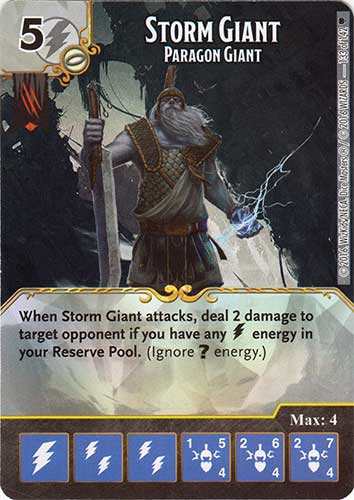 5
STORM GIANT
PARAGON GIANT
When Storm Giant attacks, deal 2 damage to
target opponent if you have any energy in
your Reserve Pool. (Ignore ? energy.)
Max: 4
1 5
4
2 6
4
2 7
4